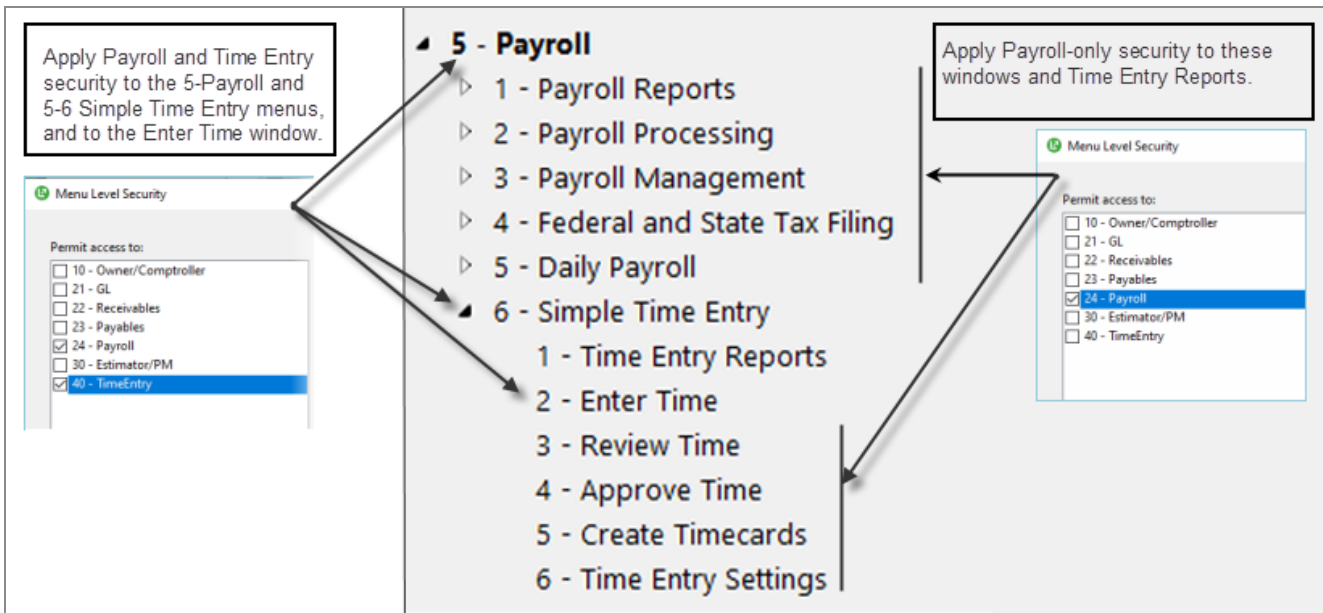 Apply Payroll and Time Entry
security to the 5-Payroll and
5-6 Simple Time Entry menus,
and to the Enter Time window.
Menu Level Security
Permit access to:
10 - Owner/Comptroller
21 - GL
22 - Receivables
23 - Payables
24 - Payroll
30 - Estimator/PM
40 - TimeEntry
5 - Payroll
1 - Payroll Reports
2 - Payroll Processing
3 - Payroll Management
4 - Federal and State Tax Filing
5 - Daily Payroll
6 - Simple Time Entry
1 - Time Entry Reports
2 - Enter Time
3 - Review Time
4 - Approve Time
5 - Create Timecards
6 - Time Entry Settings
Apply Payroll-only security to these
windows and Time Entry Reports.
Menu Level Security
Permit access to:
10 - Owner/Comptroller
21 - GL
22 - Receivables
23 - Payables
24 - Payroll
30 - Estimator/PM
40 - TimeEntry